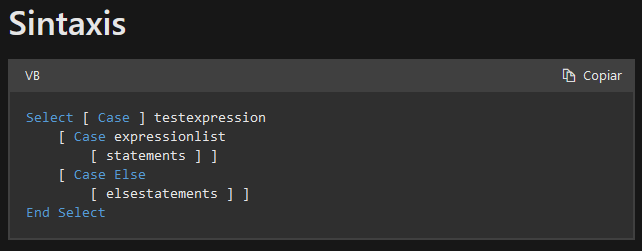 Sintaxis
VB
Copiar
Select [ Case ] testexpression
    [ Case expressionlist
        [ statements ] ]
    [ Case Else
        [ elsestatements ] ]
End Select